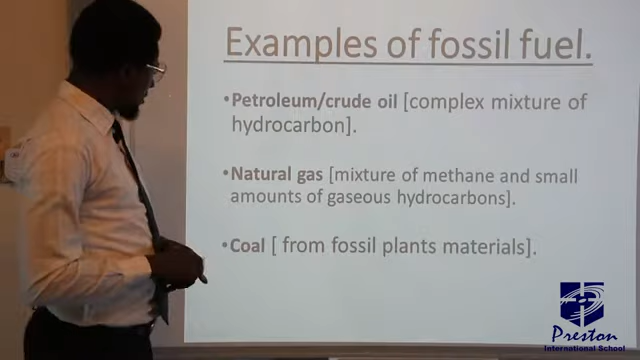 Examples of fossil fuel.
•Petroleum/crude oil [complex mixture of
hydrocarbon].
•Natural gas [mixture of methane and small
amounts of gaseous hydrocarbons].
•Coal [ from fossil plants materials].
Preston
International School